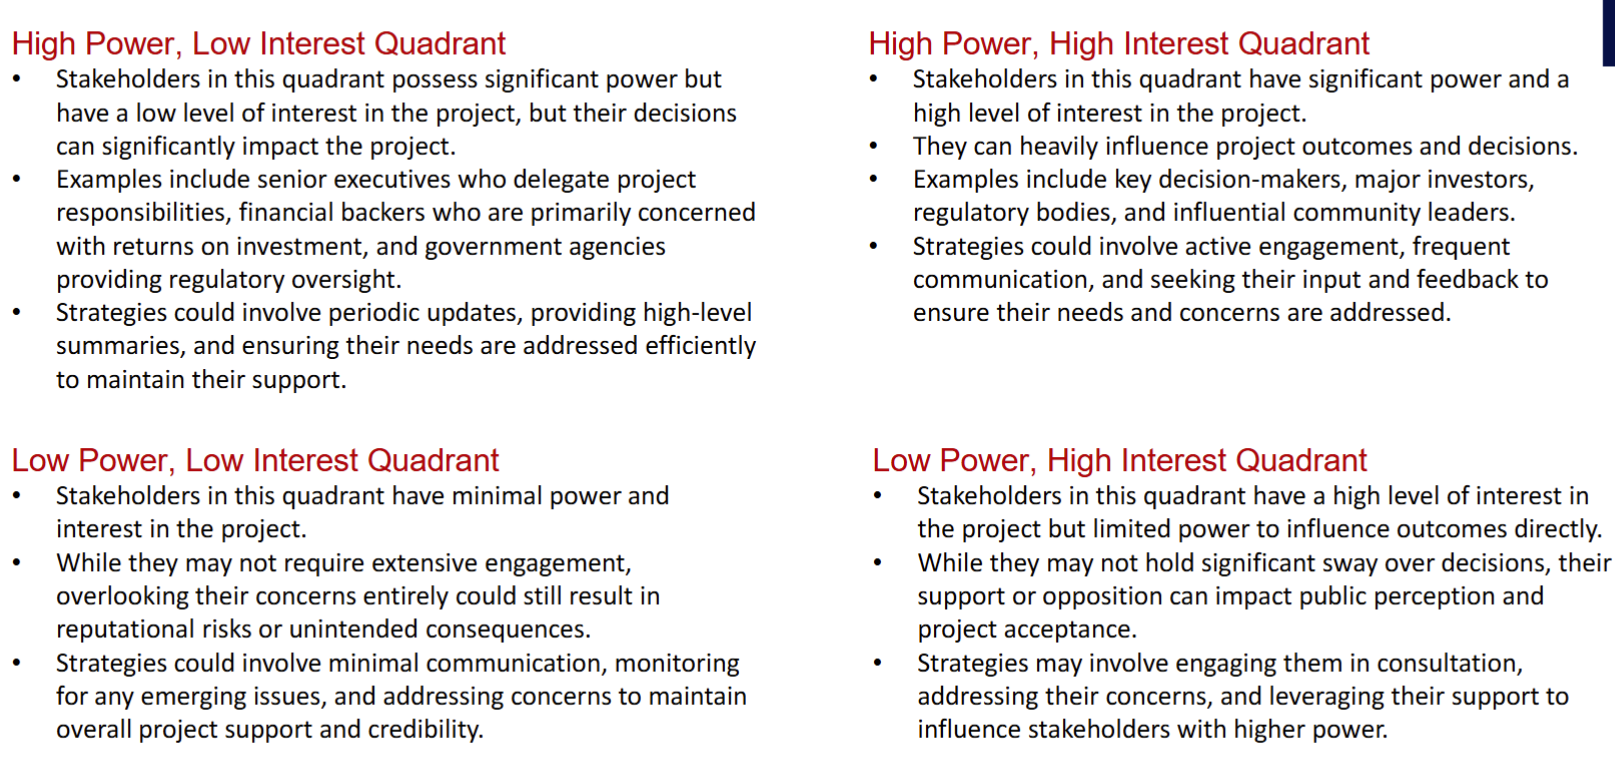 High Power, Low Interest Quadrant
• Stakeholders in this quadrant possess significant power but
have a low level of interest in the project, but their decisions
can significantly impact the project.
• Examples include senior executives who delegate project
responsibilities, financial backers who are primarily concerned
with returns on investment, and government agencies
providing regulatory oversight.
• Strategies could involve periodic updates, providing high-level
summaries, and ensuring their needs are addressed efficiently
to maintain their support.
High Power, High Interest Quadrant
• Stakeholders in this quadrant have significant power and a
high level of interest in the project.
• They can heavily influence project outcomes and decisions.
• Examples include key decision-makers, major investors,
regulatory bodies, and influential community leaders.
• Strategies could involve active engagement, frequent
communication, and seeking their input and feedback to
ensure their needs and concerns are addressed.
Low Power, Low Interest Quadrant
• Stakeholders in this quadrant have minimal power and
interest in the project.
• While they may not require extensive engagement,
overlooking their concerns entirely could still result in
reputational risks or unintended consequences.
• Strategies could involve minimal communication, monitoring
for any emerging issues, and addressing concerns to maintain
overall project support and credibility.
Low Power, High Interest Quadrant
• Stakeholders in this quadrant have a high level of interest in
the project but limited power to influence outcomes directly.
• While they may not hold significant sway over decisions, their
support or opposition can impact public perception and
project acceptance.
• Strategies may involve engaging them in consultation,
addressing their concerns, and leveraging their support to
influence stakeholders with higher power.